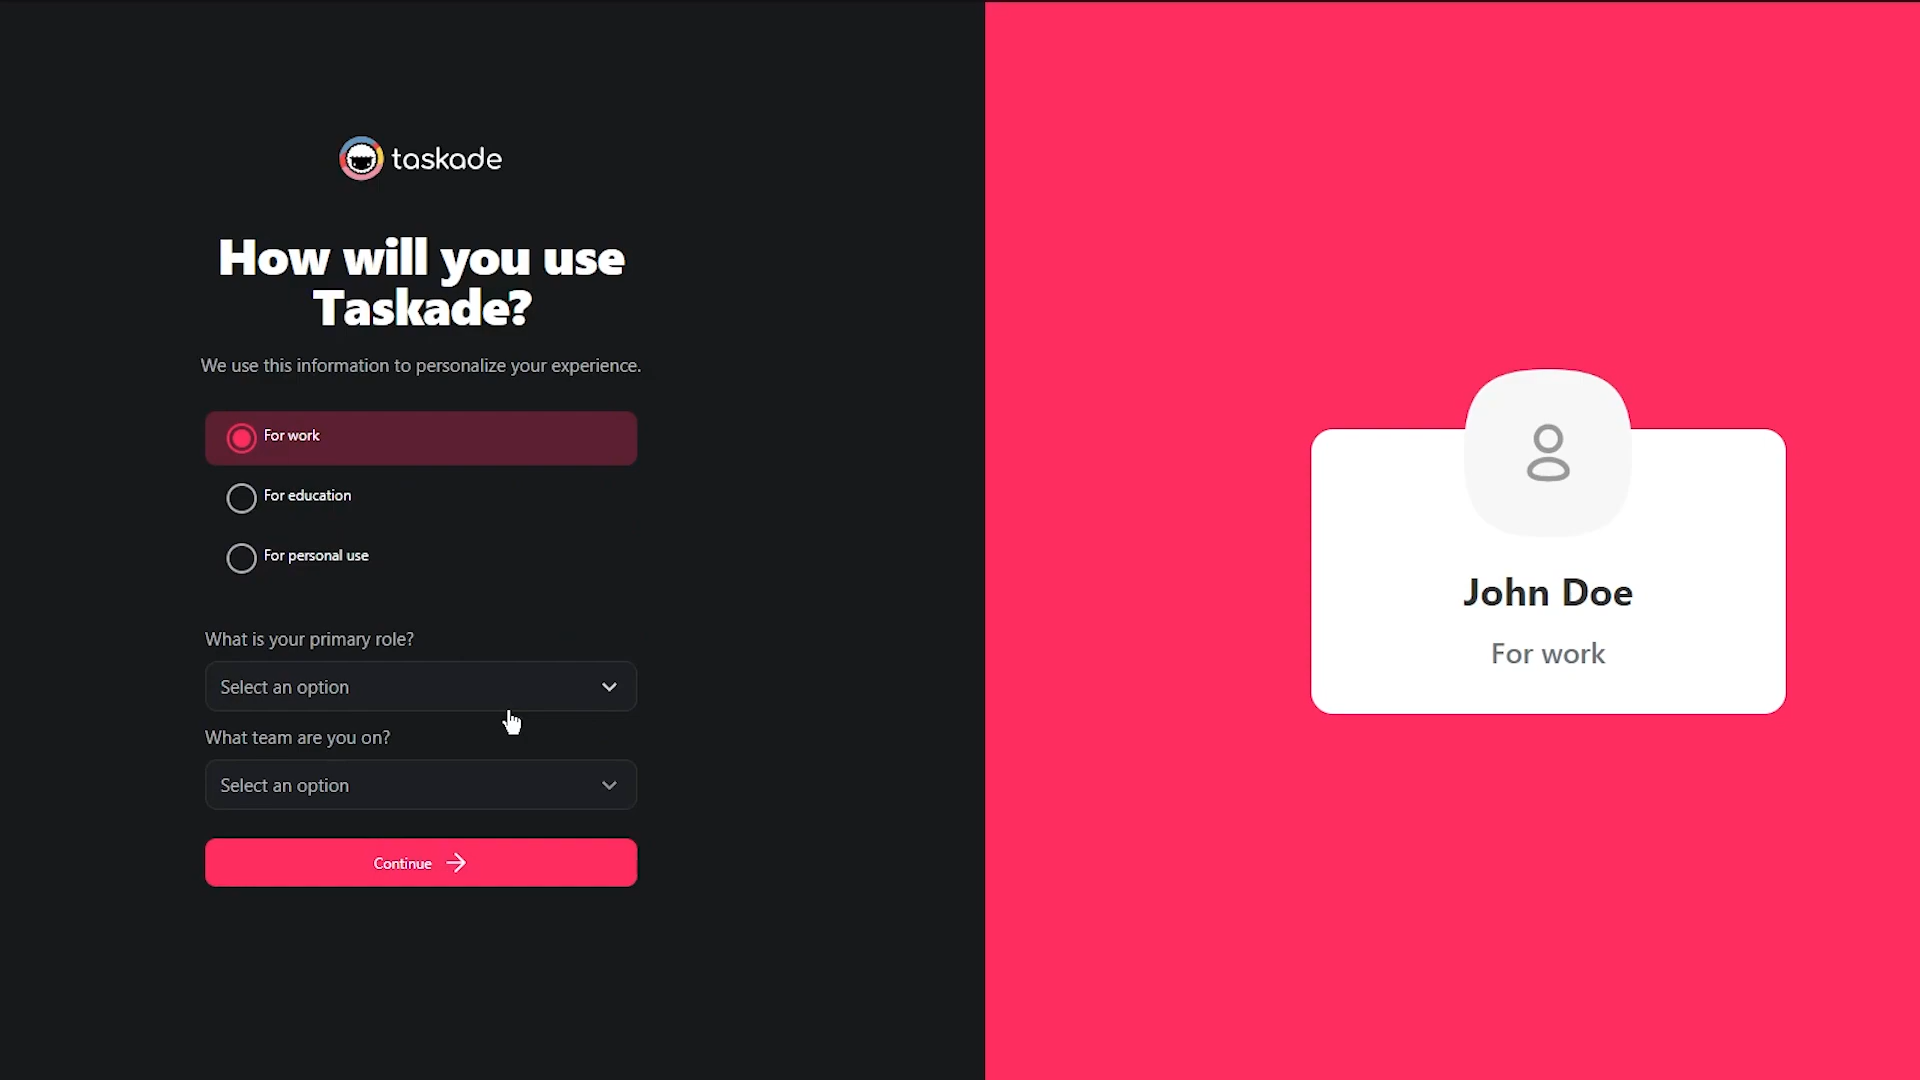 taskade
How will you use
Taskade?
We use this information to personalize your experience.
For work
For education
For personal use
What is your primary role?
Select an option
What team are you on?
Select an option
Continue
John Doe
For work